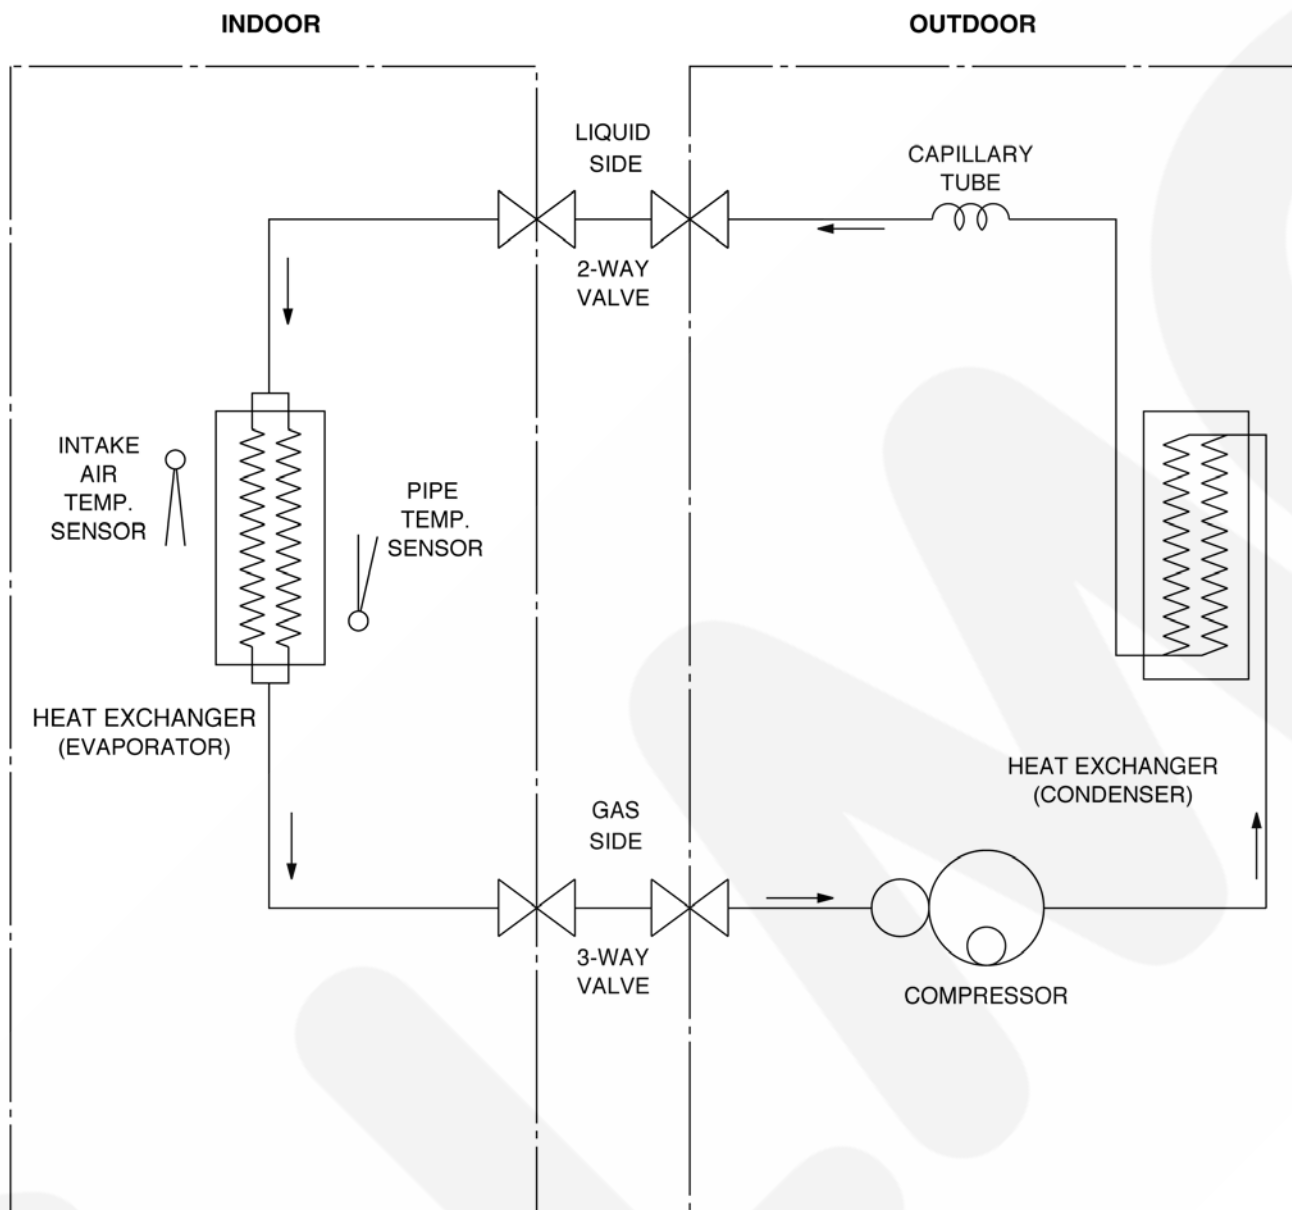 INDOOR
OUTDOOR
LIQUID
SIDE
CAPILLARY
TUBE
2-WAY
VALVE
INTAKE
AIR
TEMP.
SENSOR
PIPE
TEMP.
SENSOR
HEAT EXCHANGER
(EVAPORATOR)
HEAT EXCHANGER
(CONDENSER)
GAS
SIDE
3-WAY
VALVE
COMPRESSOR